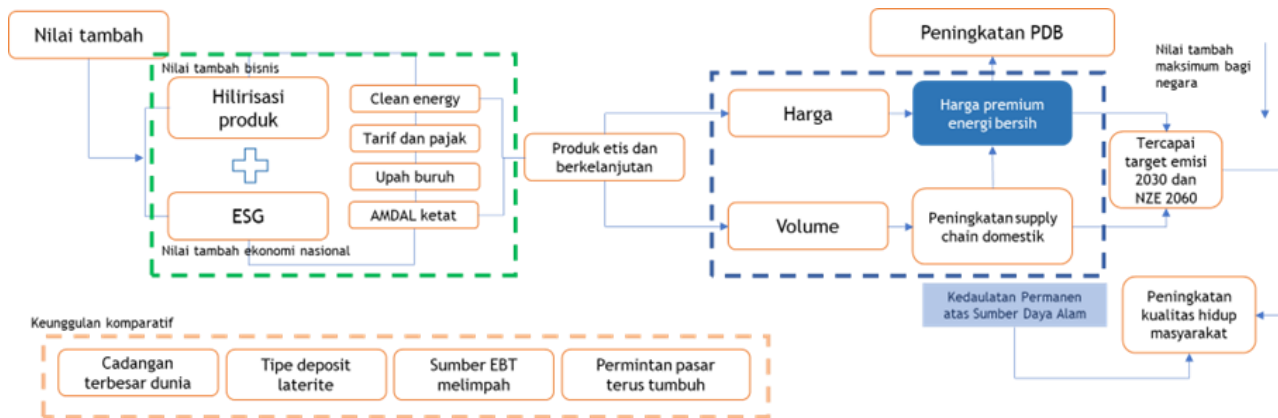 Nilai tambah
Nilai tambah bisnis
Hilirisasi
produk
ESG
Nilai tambah ekonomi nasional
Clean energy
Tarif dan pajak
Upah buruh
AMDAL ketat
Produk etis dan
berkelanjutan
Harga
Volume
Peningkatan PDB
Harga premium
energi bersih
Peningkatan supply
chain domestik
Nilai tambah
maksimum bagi
negara
Tercapai
target emisi
2030 dan
NZE 2060
Kedaulatan Permanen
atas Sumber Daya Alam
Peningkatan
kualitas hidup
masyarakat
Keunggulan komparatif
Cadangan
terbesar dunia
Tipe deposit
laterite
Sumber EBT
melimpah
Permintan pasar
terus tumbuh